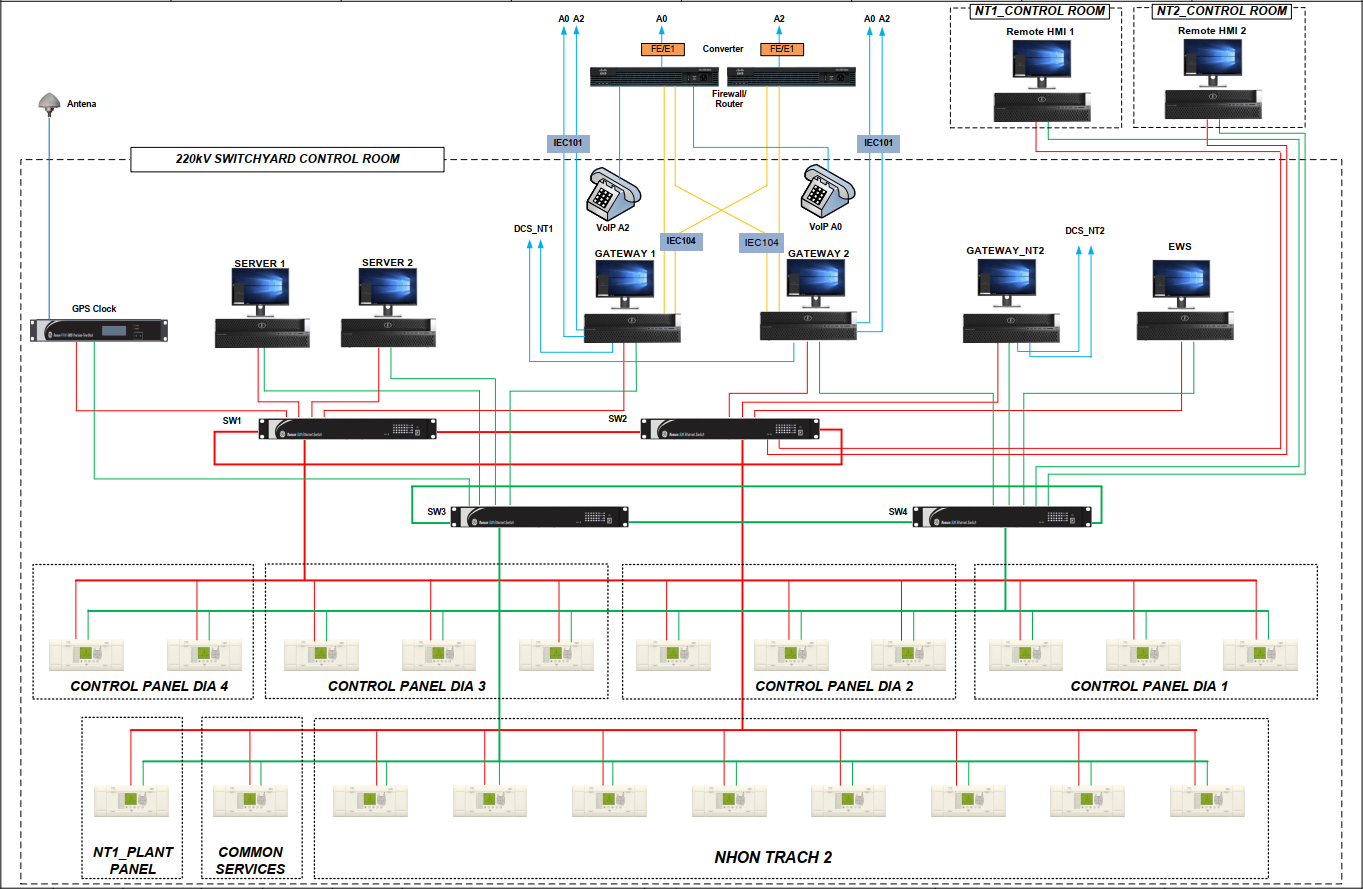 A0 A2
A0
A2
A0 A2
NT1_CONTROL ROOM
NT2_CONTROL ROOM
FE/E1
Converter
FE/E1
Remote HMI 1
Remote HMI 2
Firewall/
Router
Antena
IEC101
IEC101
220kV SWITCHYARD CONTROL ROOM
VoIP A2
VoIP A0
DCS_NT1
IEC104
IEC104
DCS_NT2
GATEWAY 1
GATEWAY 2
GATEWAY_NT2
EWS
SERVER 1
SERVER 2
GPS Clock
SW1
SW2
SW3
SW4
CONTROL PANEL DIA 4
CONTROL PANEL DIA 3
CONTROL PANEL DIA 2
CONTROL PANEL DIA 1
NT1_PLANT
PANEL
COMMON
SERVICES
NHON TRACH 2